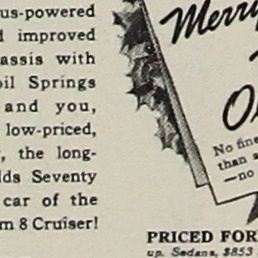 us-powered
improved
assis with
oil Springs
and you,
low-priced,
, the long-
lds Seventy
car of the
m 8 Cruiser!
Merry
No fine
than a
—no
PRICED FOR
up. Sedans, $853